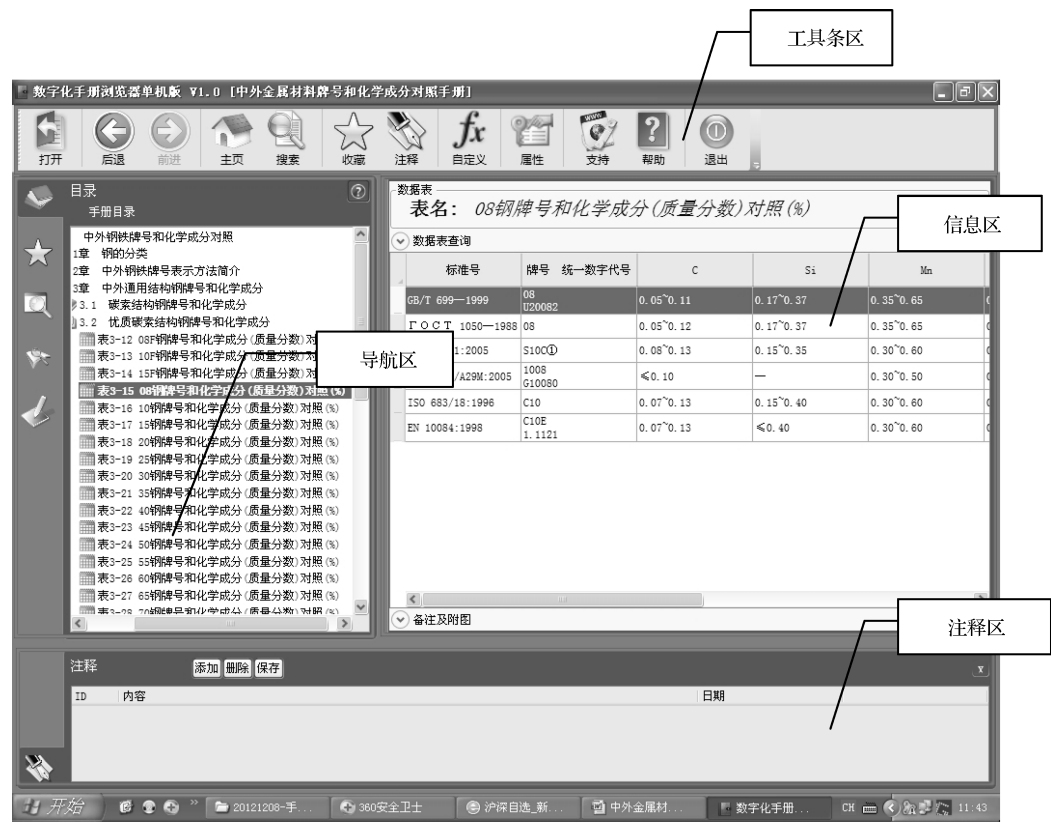 工具条区
数字化手册浏览器单机版 V1.0 [中外金属材料牌号和化学成分对照手册]
打开 后退 前进 主页 搜索 收藏 注释 自定义 属性 支持 帮助 退出
目录
手册目录
中外钢铁牌号和化学成分对照
1章 钢的分类
2章 中外钢铁牌号表示方法简介
3章 中外通用结构钢牌号和化学成分
3.1 碳素结构钢牌号和化学成分
3.2 优质碳素结构钢牌号和化学成分
表3-12 08F钢牌号和化学成分(质量分数)对
表3-13 10F钢牌号和化学成分(质量分数)对
表3-14 15F钢牌号和化学成分(质量分数)对
表3-15 08钢牌号和化学成分(质量分数)对照(%)
表3-16 10钢牌号和化学成分(质量分数)对照(%)
表3-17 15钢牌号和化学成分(质量分数)对照(%)
表3-18 20钢牌号和化学成分(质量分数)对照(%)
表3-19 25钢牌号和化学成分(质量分数)对照(%)
表3-20 30钢牌号和化学成分(质量分数)对照(%)
表3-21 35钢牌号和化学成分(质量分数)对照(%)
表3-22 40钢牌号和化学成分(质量分数)对照(%)
表3-23 45钢牌号和化学成分(质量分数)对照(%)
表3-24 50钢牌号和化学成分(质量分数)对照(%)
表3-25 55钢牌号和化学成分(质量分数)对照(%)
表3-26 60钢牌号和化学成分(质量分数)对照(%)
表3-27 65钢牌号和化学成分(质量分数)对照(%)
表3-28 70钢牌号和化学成分(质量分数)对照(%)
导航区
数据表
表名: 08钢牌号和化学成分(质量分数)对照(%)
信息区
数据表查询
标准号 牌号 统一数字代号 C Si Mn
GB/T 699—1999 08 U20082 0.05~0.11 0.17~0.37 0.35~0.65
ГОСТ 1050—1988 08 0.05~0.12 0.17~0.37 0.35~0.65
1:2005 S10C① 0.08~0.13 0.15~0.35 0.30~0.60
/A29M:2005 1008 G10080 ≤0.10 — 0.30~0.50
ISO 683/18:1996 C10 0.07~0.13 0.15~0.40 0.30~0.60
EN 10084:1998 C10E 1.1121 0.07~0.13 ≤0.40 0.30~0.60
备注及附图
注释区
注释 添加 删除 保存 x
ID 内容 日期
开始 20121208-手... 360安全卫士 沪深自选_新... 中外金属材... 数字化手册... CH 11:43